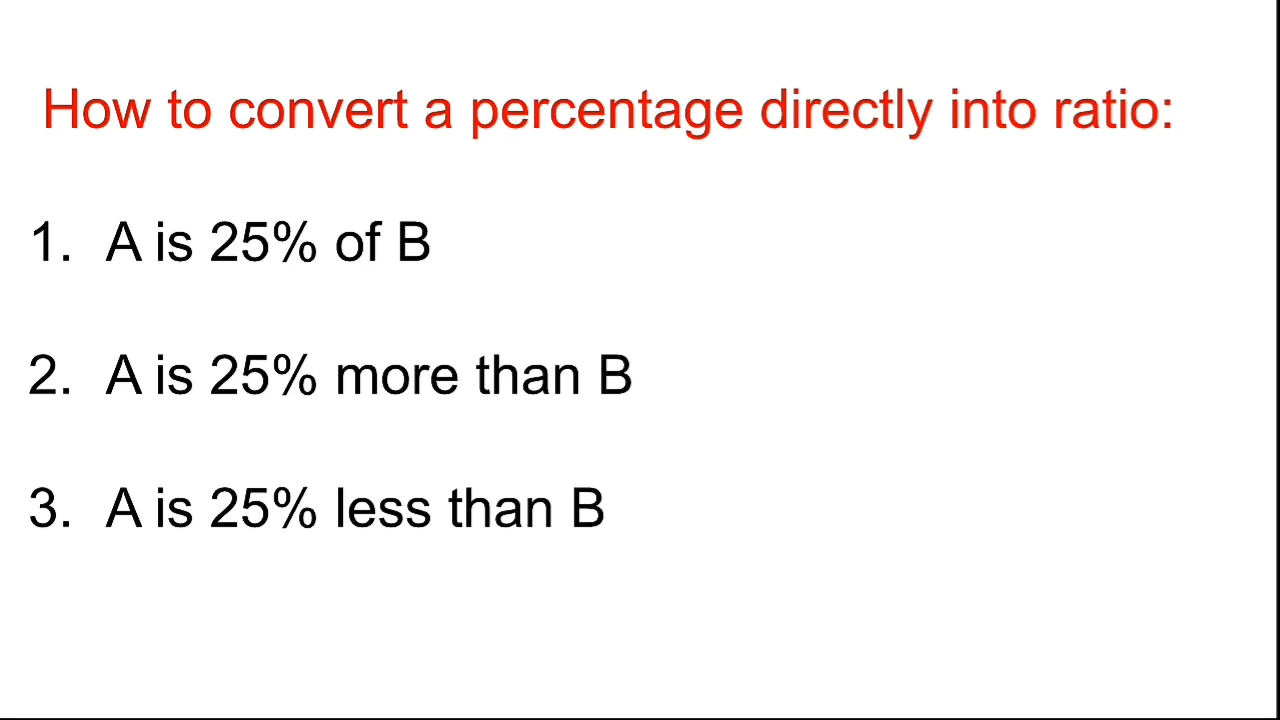 How to convert a percentage directly into ratio:
1. A is 25% of B
2. A is 25% more than B
3. A is 25% less than B